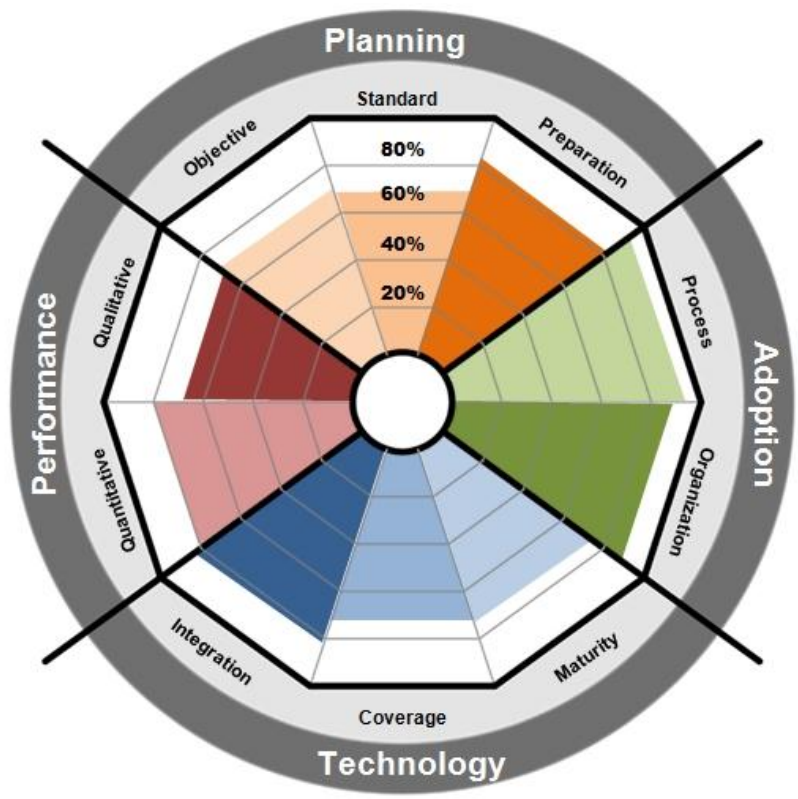 Planning
Standard
Objective
Preparation
80%
60%
40%
20%
Qualitative
Process
Performance
Adoption
Quantitative
Organization
Integration
Maturity
Coverage
Technology